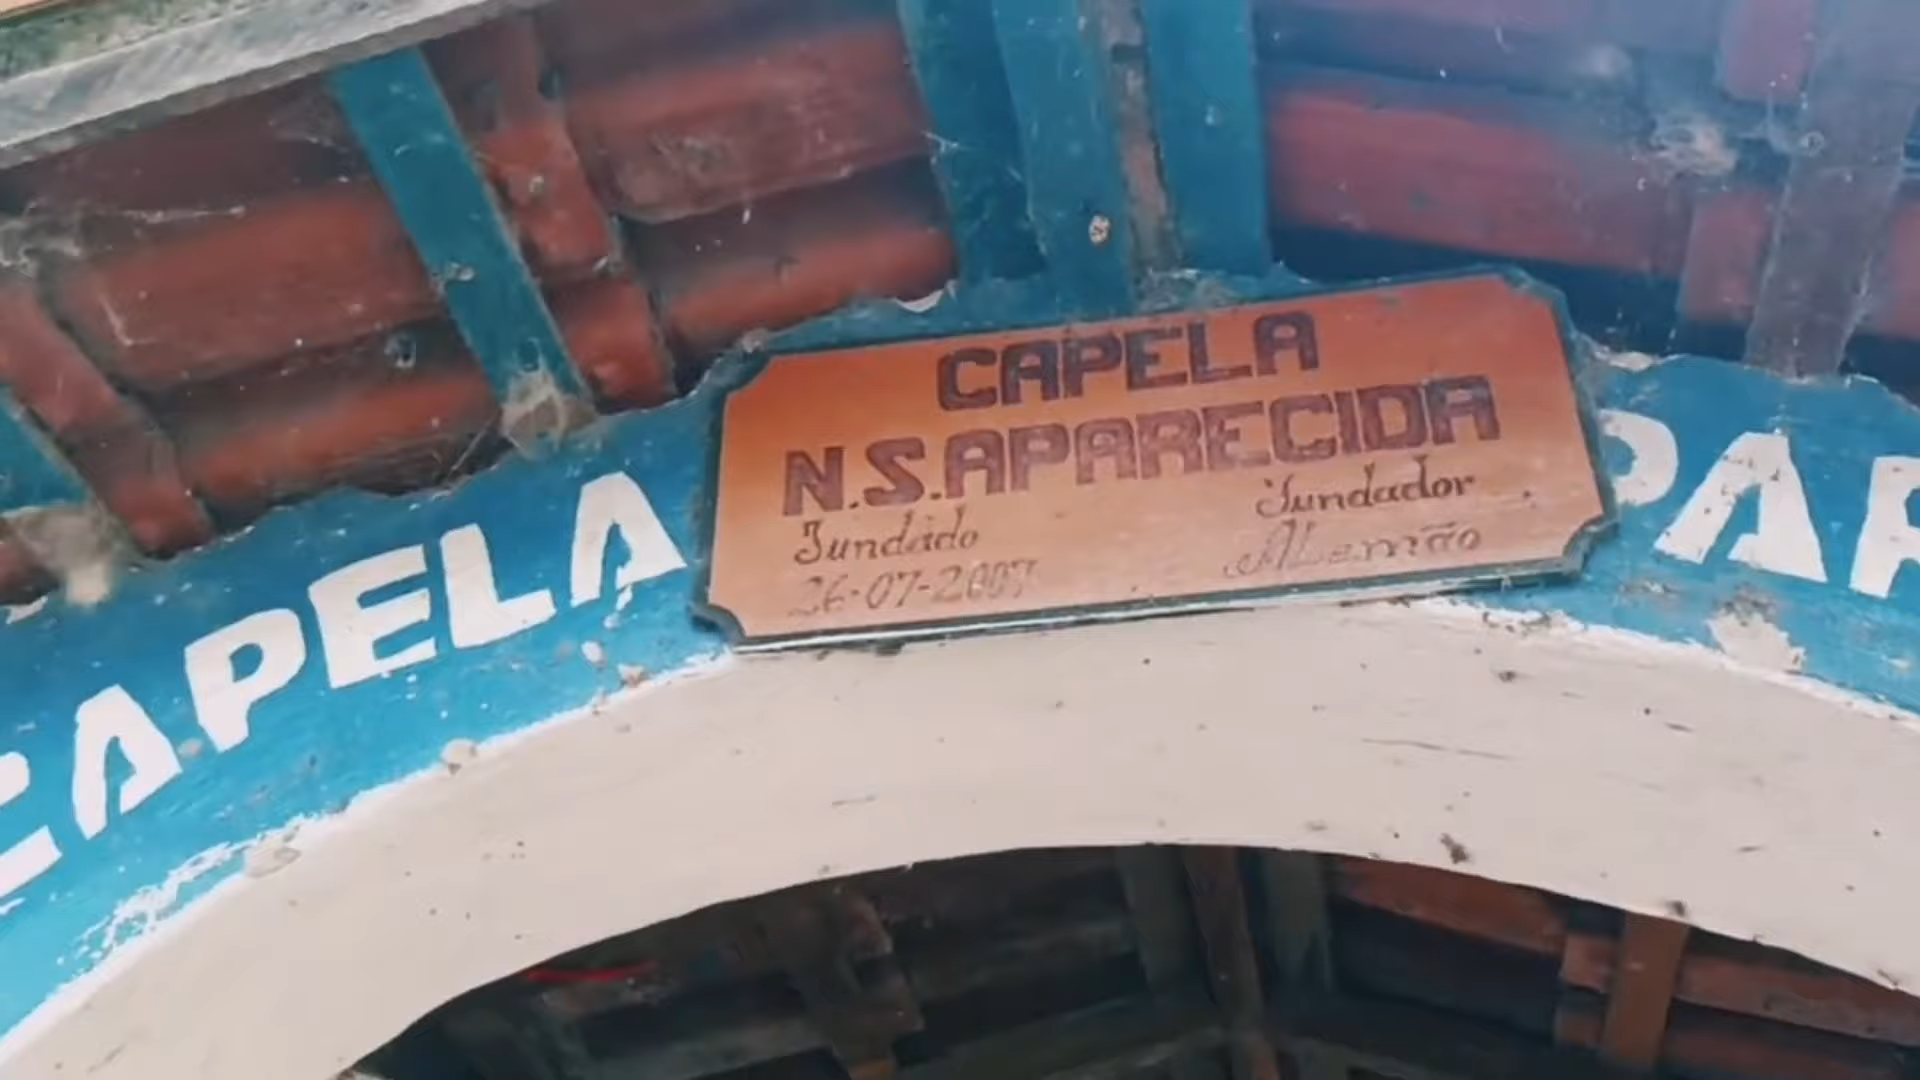 CAPELA
CAPELA
N.S.APARECIDA
Fundado Fundador
26-07-2007 Alemão
PAR